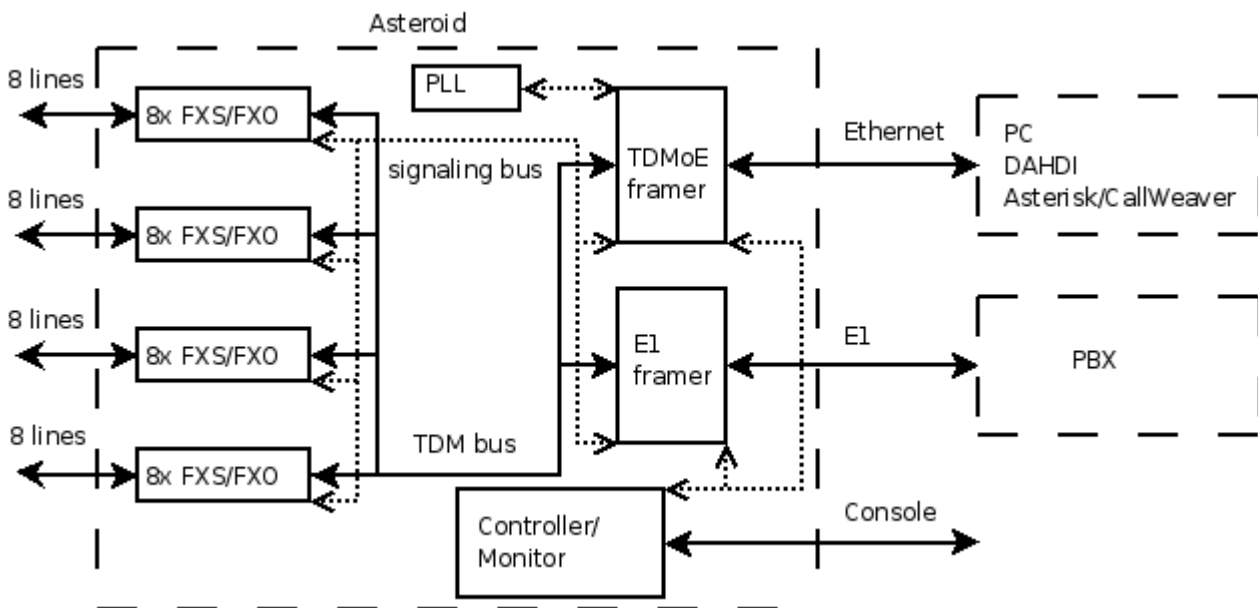 Asteroid
8 lines
8x FXS/FXO
PLL
signaling bus
TDMoE
framer
Ethernet
PC
DAHDI
Asterisk/CallWeaver
8 lines
8x FXS/FXO
8 lines
8x FXS/FXO
E1
framer
E1
PBX
8 lines
8x FXS/FXO
TDM bus
Controller/
Monitor
Console